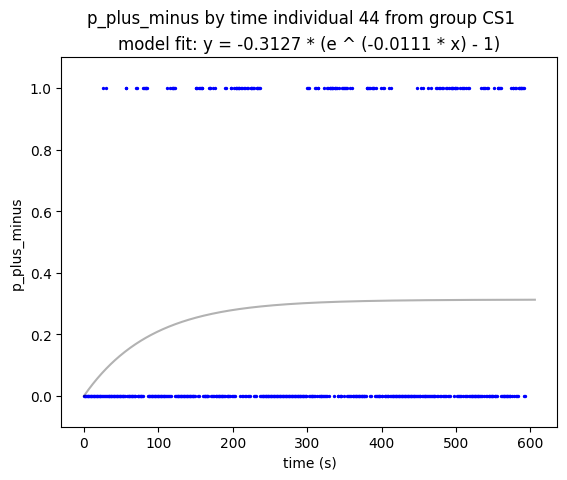 p_plus_minus by time individual 44 from group CS1
model fit: y = -0.3127 * (e ^ (-0.0111 * x) - 1)
1.0
0.8
0.6
0.4
0.2
0.0
p_plus_minus
0 100 200 300 400 500 600
time (s)